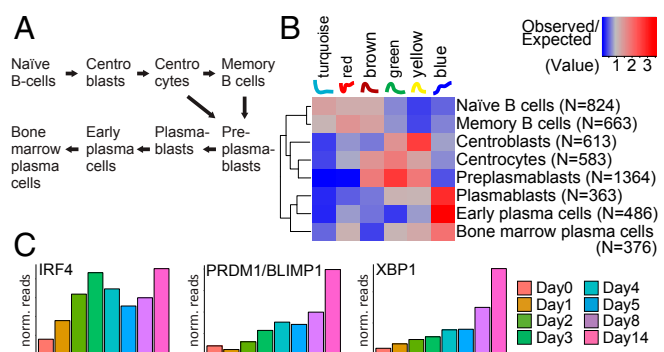 A
Naïve
B-cells
Centro
blasts
Centro
cytes
Memory
B cells
Bone
marrow
plasma
cells
Early
plasma
cells
Plasma-
blasts
Pre-
plasma-
blasts
B
turquoise
red
brown
green
yellow
blue
Observed/
Expected
(Value)
1 2 3
Naïve B cells (N=824)
Memory B cells (N=663)
Centroblasts (N=613)
Centrocytes (N=583)
Preplasmablasts (N=1364)
Plasmablasts (N=363)
Early plasma cells (N=486)
Bone marrow plasma cells
(N=376)
C
norm. reads
IRF4
norm. reads
PRDM1/BLIMP1
norm. reads
XBP1
Day0
Day1
Day2
Day3
Day4
Day5
Day8
Day14